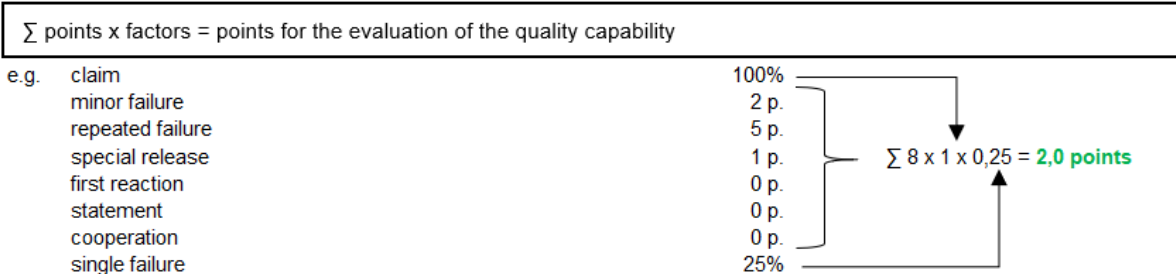 ∑ points x factors = points for the evaluation of the quality capability
e.g. claim 100%
minor failure 2 p.
repeated failure 5 p.
special release 1 p. ∑ 8 x 1 x 0,25 = 2,0 points
first reaction 0 p.
statement 0 p.
cooperation 0 p.
single failure 25%